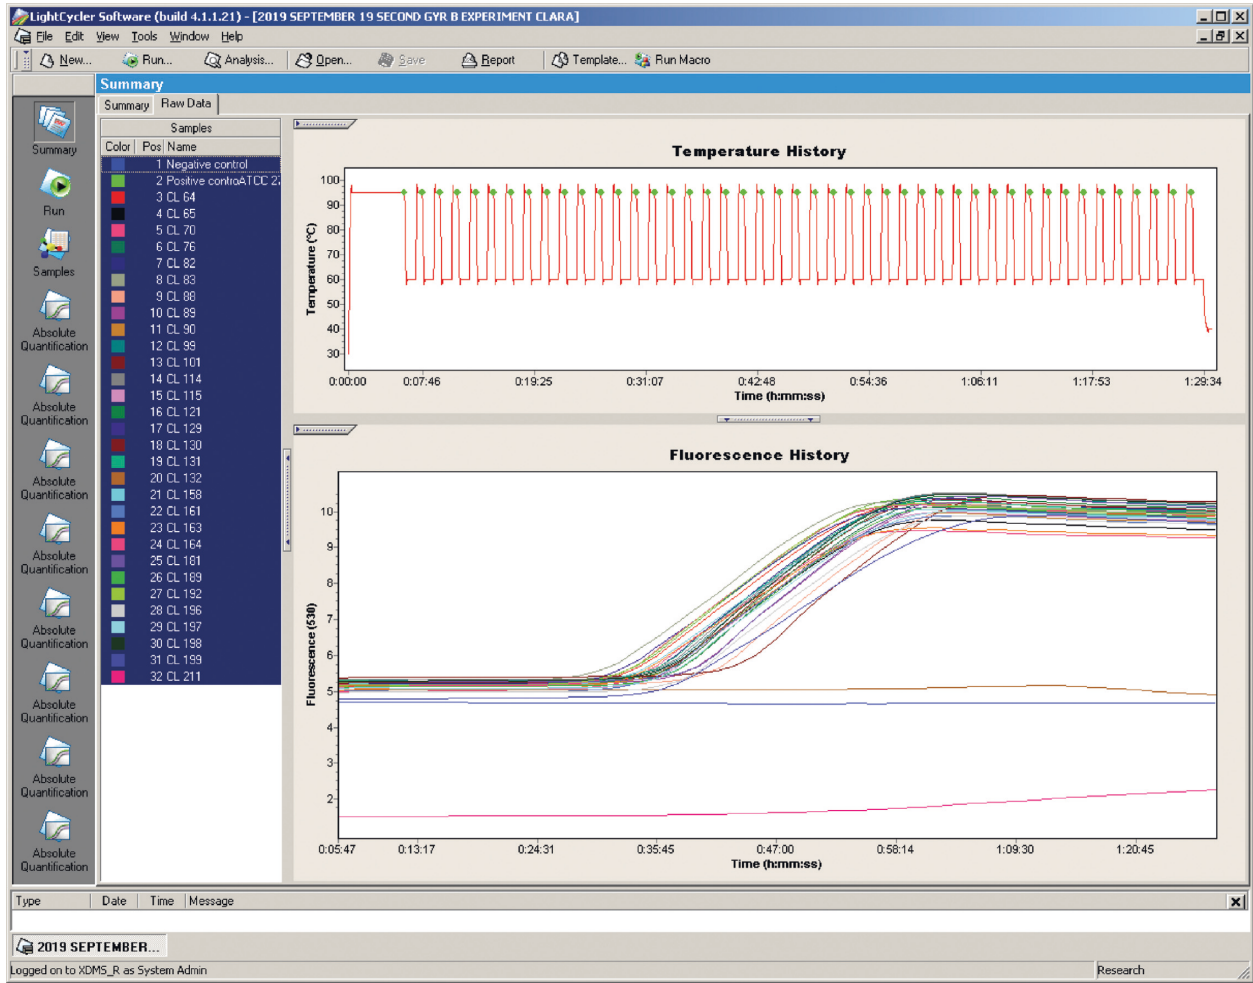 LightCycler Software (build 4.1.1.21) - [2019 SEPTEMBER 19 SECOND GYR B EXPERIMENT CLARA]
File Edit View Tools Window Help
New... Run... Analysis... Open... Save Report Template... Run Macro
Summary
Summary Raw Data
Summary
Run
Samples
Absolute
Quantification
Absolute
Quantification
Absolute
Quantification
Absolute
Quantification
Absolute
Quantification
Absolute
Quantification
Absolute
Quantification
Absolute
Quantification
Samples
Color Pos Name
1 Negative control
2 Positive controATCC 27
3 CL 64
4 CL 65
5 CL 70
6 CL 76
7 CL 82
8 CL 83
9 CL 88
10 CL 89
11 CL 90
12 CL 99
13 CL 101
14 CL 114
15 CL 115
16 CL 121
17 CL 129
18 CL 130
19 CL 131
20 CL 132
21 CL 158
22 CL 161
23 CL 163
24 CL 164
25 CL 181
26 CL 189
27 CL 192
28 CL 196
29 CL 197
30 CL 198
31 CL 199
32 CL 211
Temperature History
Temperature (°C)
100
90
80
70
60
50
40
30
0:00:00 0:07:46 0:19:25 0:31:07 0:42:48 0:54:36 1:06:11 1:17:53 1:29:34
Time (h:mm:ss)
Fluorescence History
Fluorescence (530)
10
9
8
7
6
5
4
3
2
0:05:47 0:13:17 0:24:31 0:35:45 0:47:00 0:58:14 1:09:30 1:20:45
Time (h:mm:ss)
Type Date Time Message
2019 SEPTEMBER...
Logged on to XDMS_R as System Admin
Research